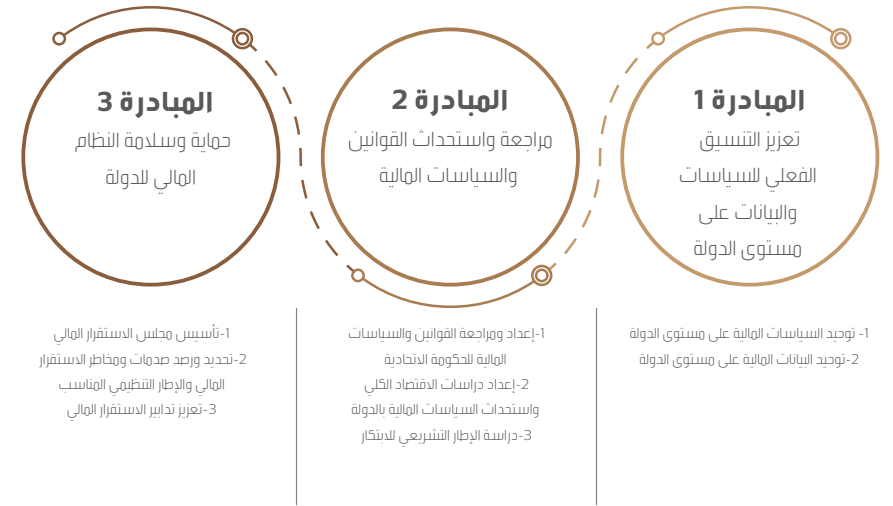 المبادرة 1
تعزيز التنسيق
الفعلي للسياسات
والبيانات على
مستوى الدولة
1- توحيد السياسات المالية على مستوى الدولة
2-توحيد البيانات المالية على مستوى الدولة
المبادرة 2
مراجعة واستحداث القوانين
والسياسات المالية
1-إعداد ومراجعة القوانين والسياسات
المالية للحكومة الاتحادية
2-إعداد دراسات الاقتصاد الكلي
واستحداث السياسات المالية بالدولة
3-دراسة الإطار التشريعي للابتكار
المبادرة 3
حماية وسلامة النظام
المالي للدولة
1-تأسيس مجلس الاستقرار المالي
2-تحديد ورصد صدمات ومخاطر الاستقرار
المالي والإطار التنظيمي المناسب
3-تعزيز تدابير الاستقرار المالي